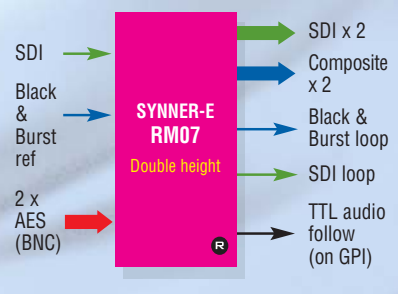 SDI
Black
&
Burst
ref
2 x
AES
(BNC)
SYNNER-E
RM07
Double height
R
SDI x 2
Composite
x 2
Black &
Burst loop
SDI loop
TTL audio
follow
(on GPI)